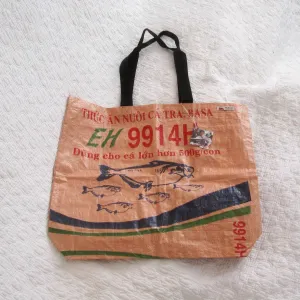 THỨC ĂN NUÔI CÁ TRA, BASA
EH 9914H
Dùng cho cá lớn hơn 500g/con
9914H